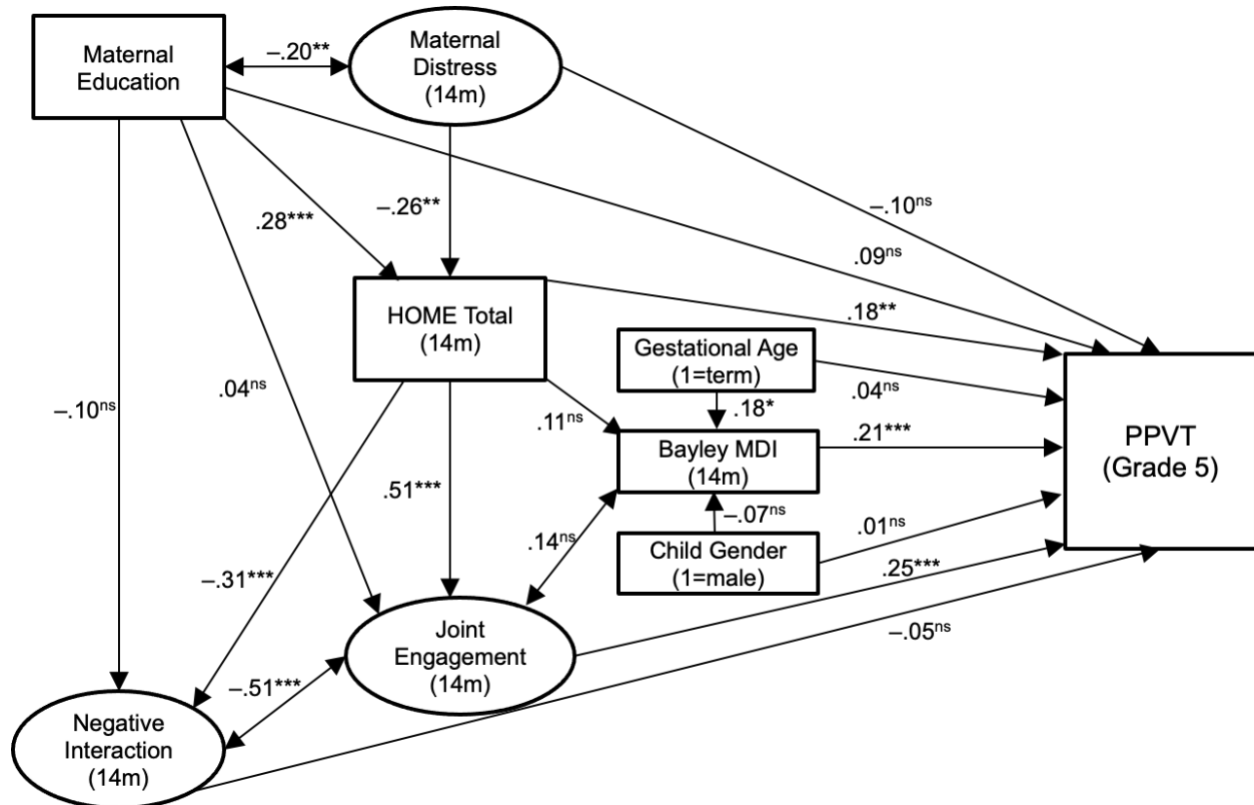 Maternal
Education
–.20**
Maternal
Distress
(14m)
.28***
–.26**
–.10ns
.09ns
HOME Total
(14m)
.18**
Gestational Age
(1=term)
.04ns
–.10ns
.04ns
.11ns
.18*
Bayley MDI
(14m)
.21***
PPVT
(Grade 5)
.51***
–.07ns
.14ns
Child Gender
(1=male)
.01ns
–.31***
.25***
Joint
Engagement
(14m)
–.05ns
–.51***
Negative
Interaction
(14m)